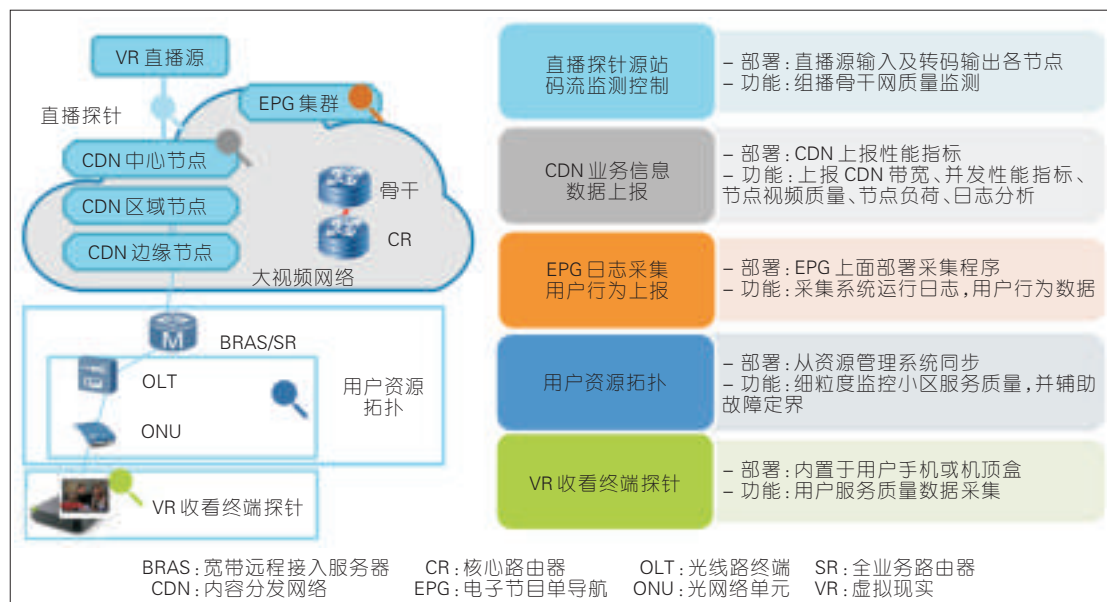 VR 直播源
直播探针
EPG 集群
CDN 中心节点
CDN 区域节点
CDN 边缘节点
骨干
CR
大视频网络
M
BRAS/SR
OLT
ONU
用户资源
拓扑
VR 收看终端探针
直播探针源站
码流监测控制
– 部署:直播源输入及转码输出各节点
– 功能:组播骨干网质量监测
CDN 业务信息
数据上报
– 部署:CDN 上报性能指标
– 功能:上报 CDN 带宽、并发性能指标、
节点视频质量、节点负荷、日志分析
EPG 日志采集
用户行为上报
– 部署:EPG 上面部署采集程序
– 功能:采集系统运行日志,用户行为数据
用户资源拓扑
– 部署:从资源管理系统同步
– 功能:细粒度监控小区服务质量,并辅助
故障定界
VR 收看终端探针
– 部署:内置于用户手机或机顶盒
– 功能:用户服务质量数据采集
BRAS:宽带远程接入服务器 CR:核心路由器 OLT:光线路终端 SR:全业务路由器
CDN:内容分发网络 EPG:电子节目单导航 ONU:光网络单元 VR:虚拟现实